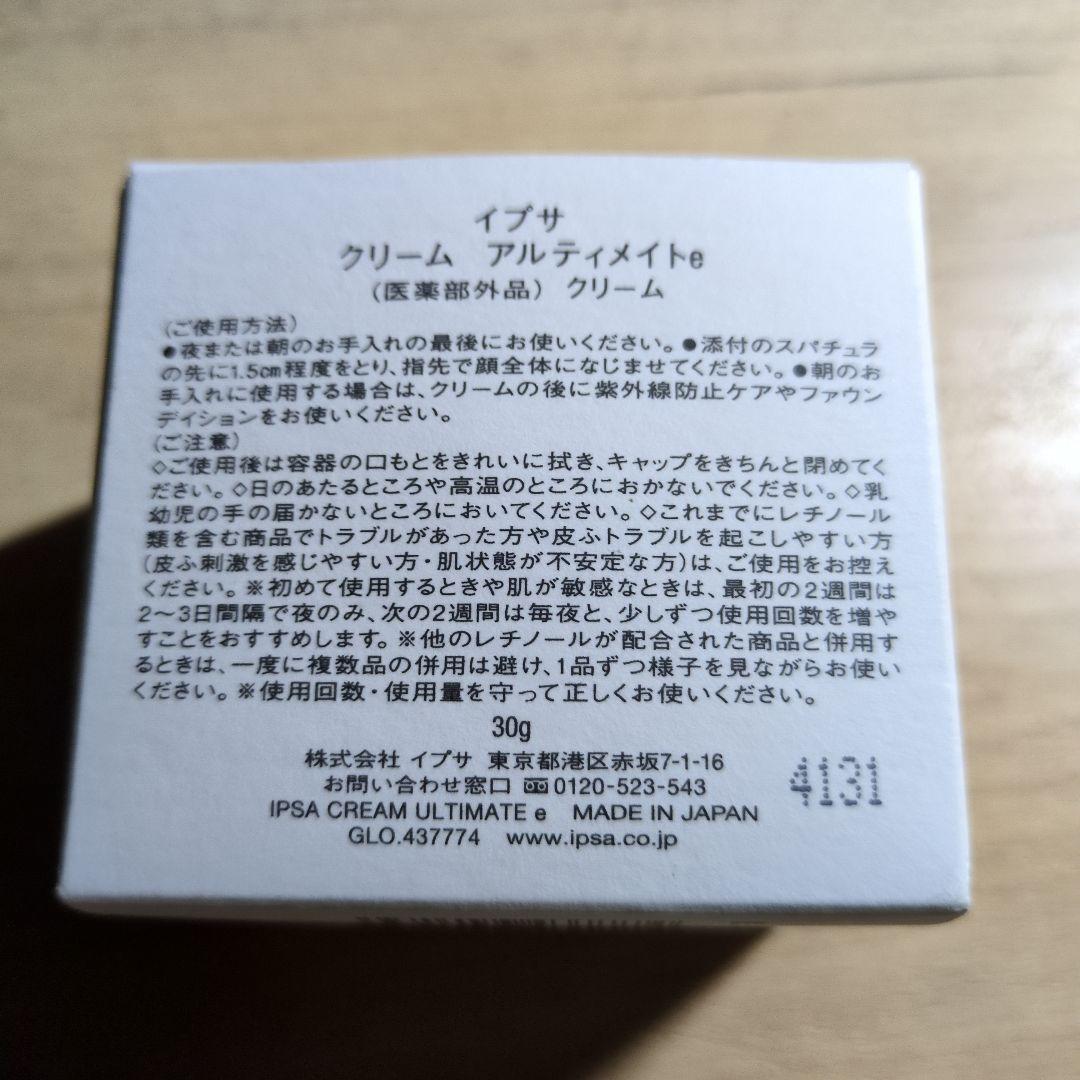 イプサ
クリーム　アルティメイトe
（医薬部外品）　クリーム
（ご使用方法）
●夜または朝のお手入れの最後にお使いください。●添付のスパチュラ
の先に1.5㎝程度をとり、指先で顔全体になじませてください。●朝のお
手入れに使用する場合は、クリームの後に紫外線防止ケアやファウン
デイションをお使いください。
（ご注意）
◇ご使用後は容器の口もとをきれいに拭き、キャップをきちんと閉めてく
ださい。◇日のあたるところや高温のところにおかないでください。◇乳
幼児の手の届かないところにおいてください。◇これまでにレチノール
類を含む商品でトラブルがあった方や皮ふトラブルを起こしやすい方
（皮ふ刺激を感じやすい方・肌状態が不安定な方）は、ご使用をお控え
ください。※初めて使用するときや肌が敏感なときは、最初の2週間は
2～3日間隔で夜のみ、次の2週間は毎夜と、少しずつ使用回数を増や
すことをおすすめします。※他のレチノールが配合された商品と併用す
るときは、一度に複数品の併用は避け、1品ずつ様子を見ながらお使い
ください。※使用回数・使用量を守って正しくお使いください。
30g
株式会社 イプサ 東京都港区赤坂7-1-16
お問い合わせ窓口 0120-523-543
IPSA CREAM ULTIMATE e　MADE IN JAPAN
GLO.437774　www.ipsa.co.jp
4131